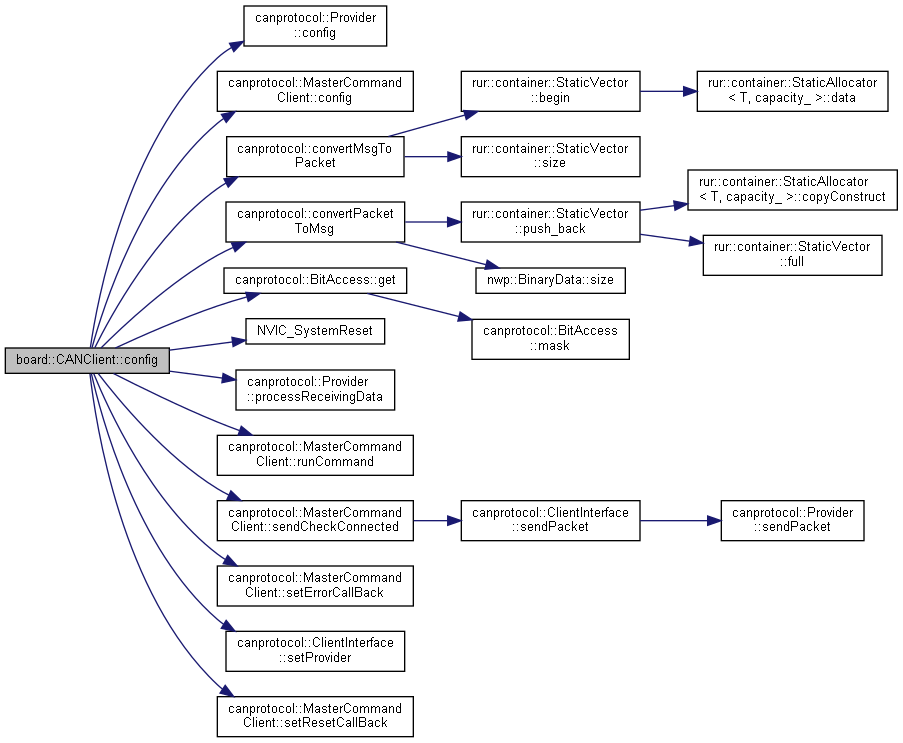 canprotocol::Provider
::config
canprotocol::MasterCommand
Client::config
rur::container::StaticVector
::begin
rur::container::StaticAllocator
< T, capacity_ >::data
canprotocol::convertMsgTo
Packet
rur::container::StaticVector
::size
canprotocol::convertPacket
ToMsg
rur::container::StaticVector
::push_back
rur::container::StaticAllocator
< T, capacity_ >::copyConstruct
rur::container::StaticVector
::full
canprotocol::BitAccess::get
nwp::BinaryData::size
NVIC_SystemReset
canprotocol::BitAccess
::mask
board::CANClient::config
canprotocol::Provider
::processReceivingData
canprotocol::MasterCommand
Client::runCommand
canprotocol::MasterCommand
Client::sendCheckConnected
canprotocol::ClientInterface
::sendPacket
canprotocol::Provider
::sendPacket
canprotocol::MasterCommand
Client::setErrorCallBack
canprotocol::ClientInterface
::setProvider
canprotocol::MasterCommand
Client::setResetCallBack